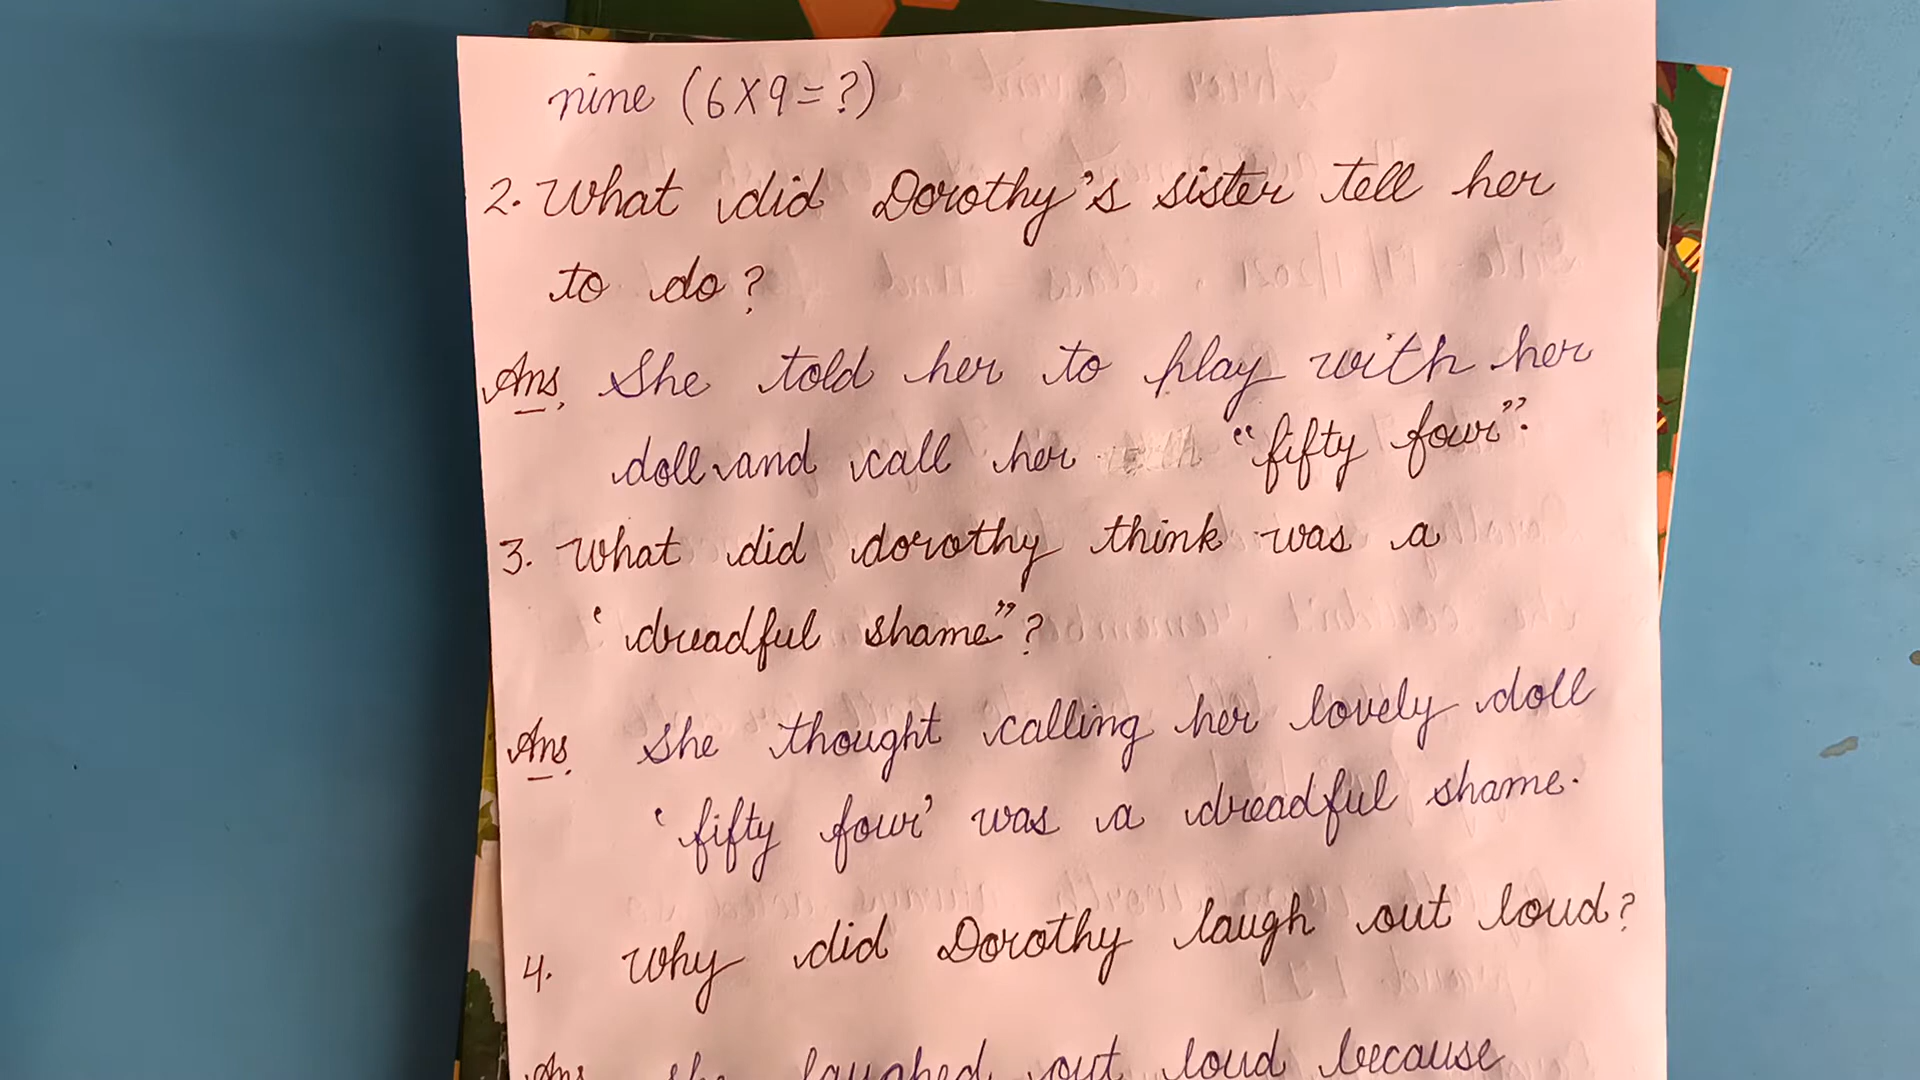 nine (6X9=?)
2. What did Dorothy's sister tell her
to do?
Ans. She told her to play with her
doll and call her "fifty four".
3. What did dorothy think was a
'dreadful shame"?
Ans. She thought calling her lovely doll
'fifty four' was a dreadful shame.
4. Why did Dorothy laugh out loud?
Ans She laughed out loud because